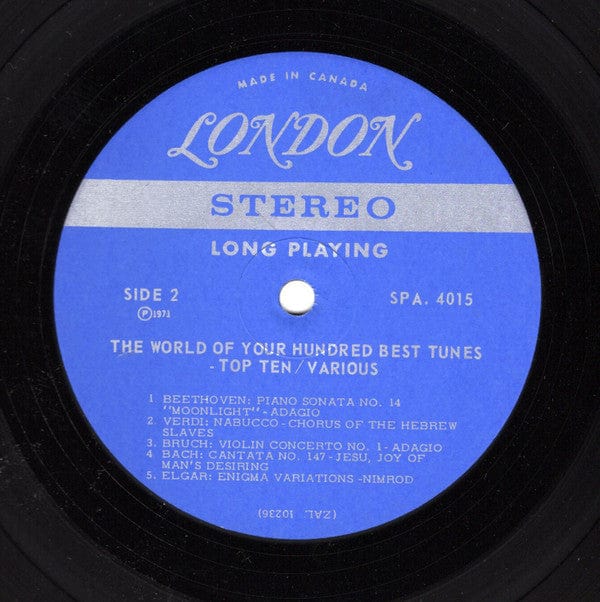 MADE IN CANADA
LONDON
STEREO
LONG PLAYING
SIDE 2
SPA. 4015
Ⓟ1971
THE WORLD OF YOUR HUNDRED BEST TUNES
- TOP TEN/VARIOUS
1 BEETHOVEN: PIANO SONATA NO. 14
"MOONLIGHT" - ADAGIO
2 VERDI: NABUCCO - CHORUS OF THE HEBREW
SLAVES
3 BRUCH: VIOLIN CONCERTO NO. 1 - ADAGIO
4 BACH: CANTATA NO. 147 - JESU, JOY OF
MAN'S DESIRING
5 ELGAR: ENIGMA VARIATIONS - NIMROD
(ZAL. 10236)